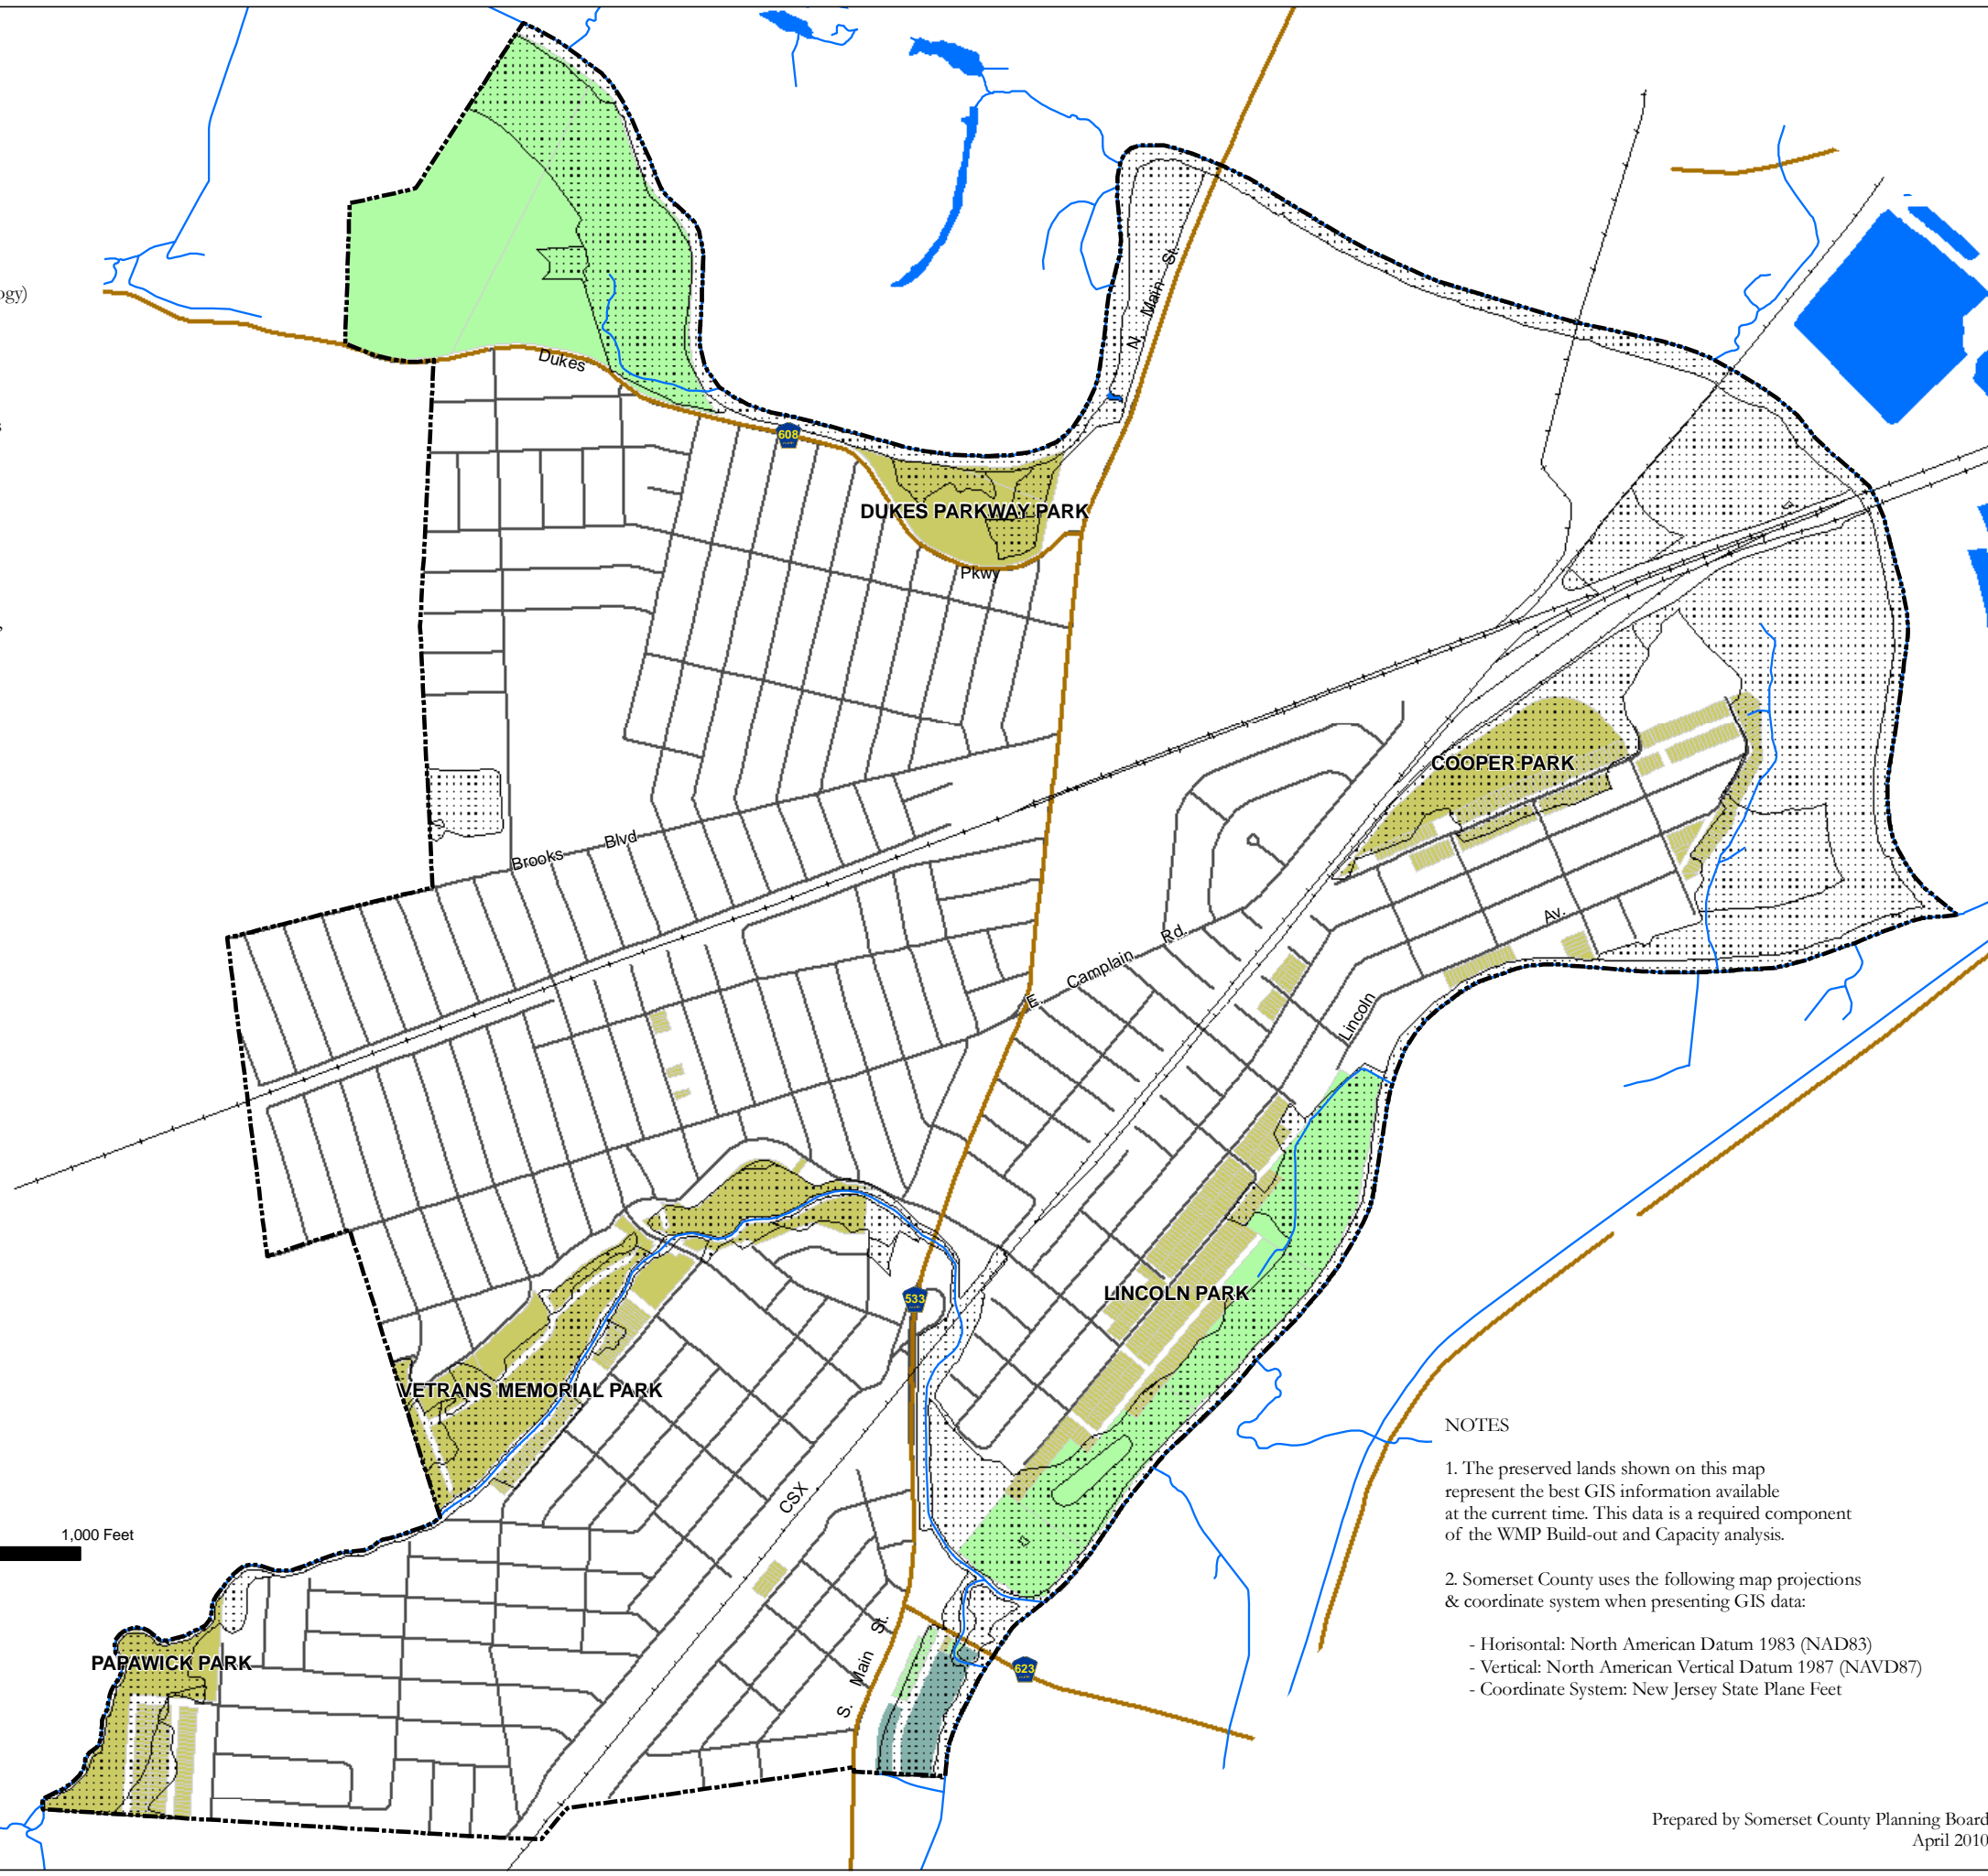 ogy)
s
,
Dukes
608
N. Main St.
DUKES PARKWAY PARK
Pkwy
COOPER PARK
Brooks Blvd
Av.
E. Camplain Rd.
Lincoln
LINCOLN PARK
533
VETRANS MEMORIAL PARK
CSX
1,000 Feet
PAPAWICK PARK
S. Main St.
623
NOTES
1. The preserved lands shown on this map
represent the best GIS information available
at the current time. This data is a required component
of the WMP Build-out and Capacity analysis.
2. Somerset County uses the following map projections
& coordinate system when presenting GIS data:
- Horisontal: North American Datum 1983 (NAD83)
- Vertical: North American Vertical Datum 1987 (NAVD87)
- Coordinate System: New Jersey State Plane Feet
Prepared by Somerset County Planning Board
April 2010